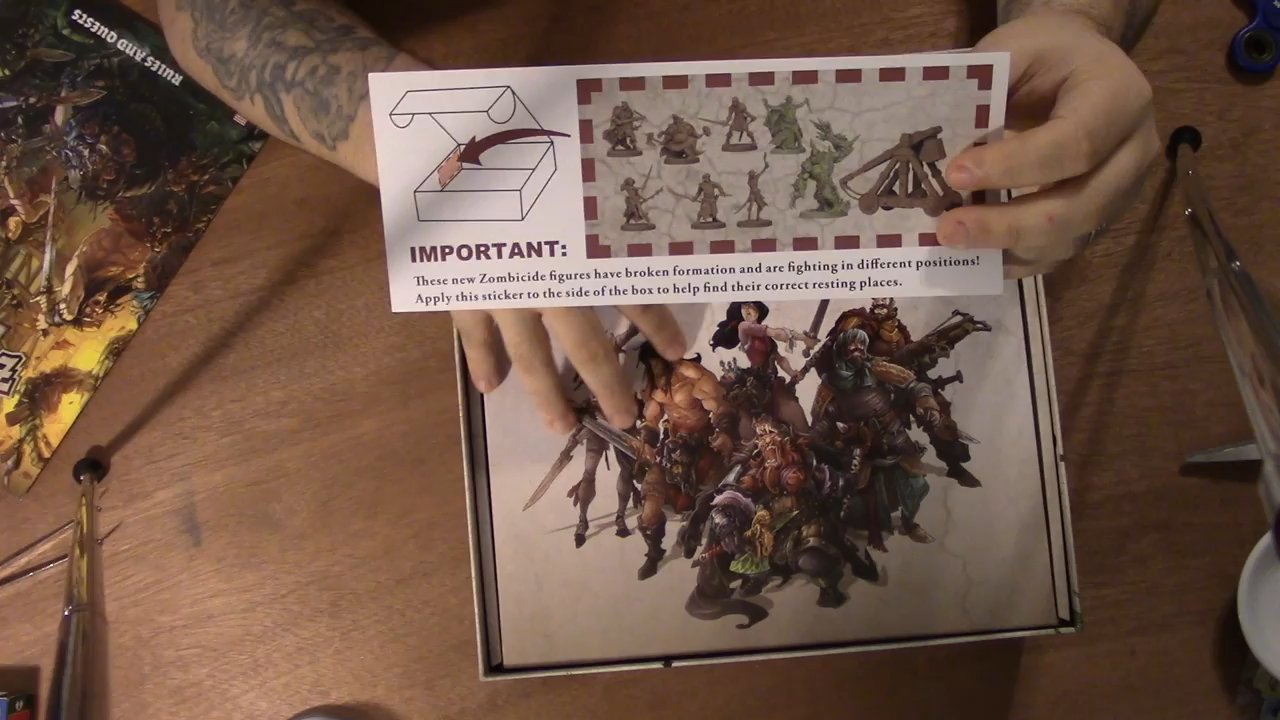 RULES AND QUESTS
IMPORTANT:
These new Zombicide figures have broken formation and are fighting in different positions!
Apply this sticker to the side of the box to help find their correct resting places.